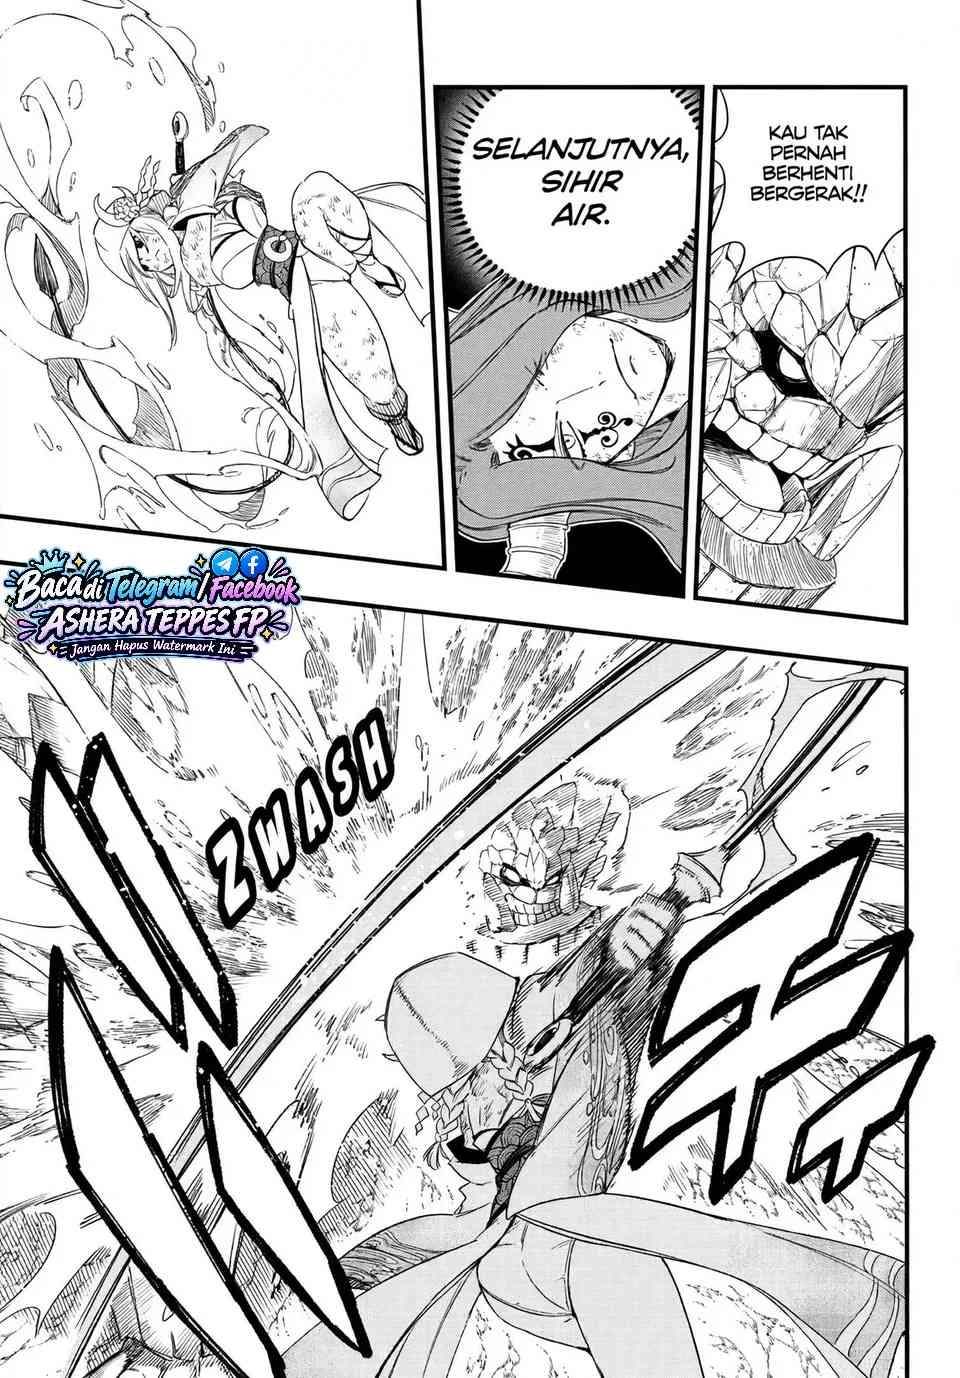 KAU TAK
PERNAH
BERHENTI
BERGERAK!!
SELANJUTNYA,
SIHIR
AIR.
Baca di Telegram/Facebook
ASHERA TEPPES FP
Jangan Hapus Watermark Ini
ZWASH